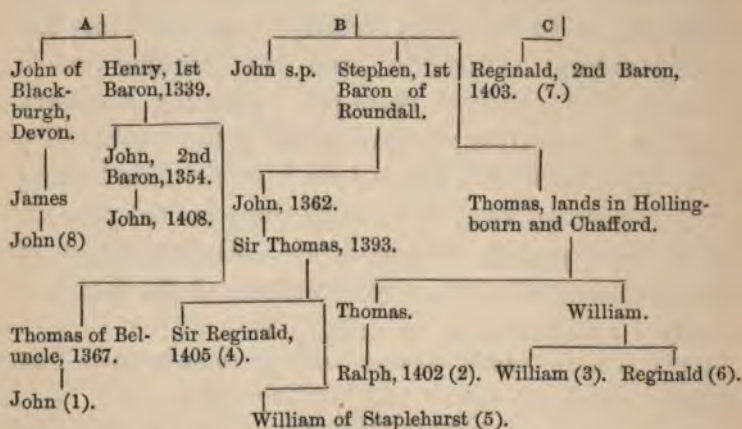 A B C
John of Henry, 1st John s.p. Stephen, 1st Reginald, 2nd Baron,
Black- Baron, 1339. Baron of 1403. (7.)
burgh, Roundall.
Devon.
John, 2nd
Baron, 1354.
James John, 1362. Thomas, lands in Holling-
John, 1408. bourn and Chafford.
John (8) Sir Thomas, 1393.
Thomas. William.
Thomas of Bel- Sir Reginald,
uncle, 1367. 1405 (4).
Ralph, 1402 (2). William (3). Reginald (6).
John (1).
William of Staplehurst (5).